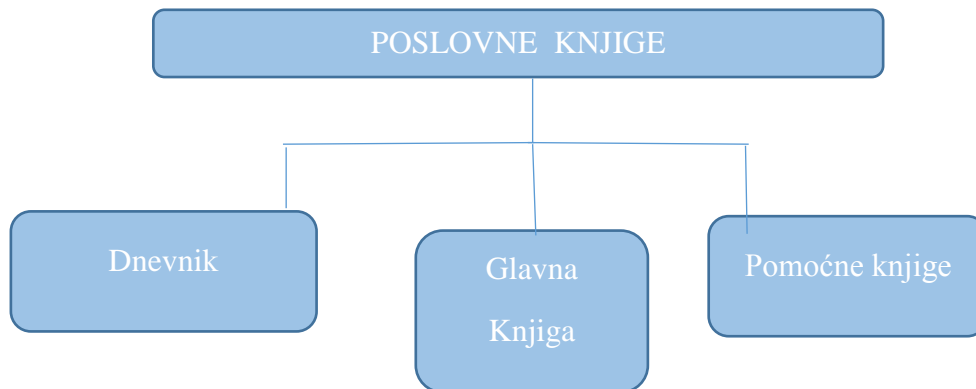 POSLOVNE KNJIGE
Dnevnik
Glavna
Knjiga
Pomoćne knjige